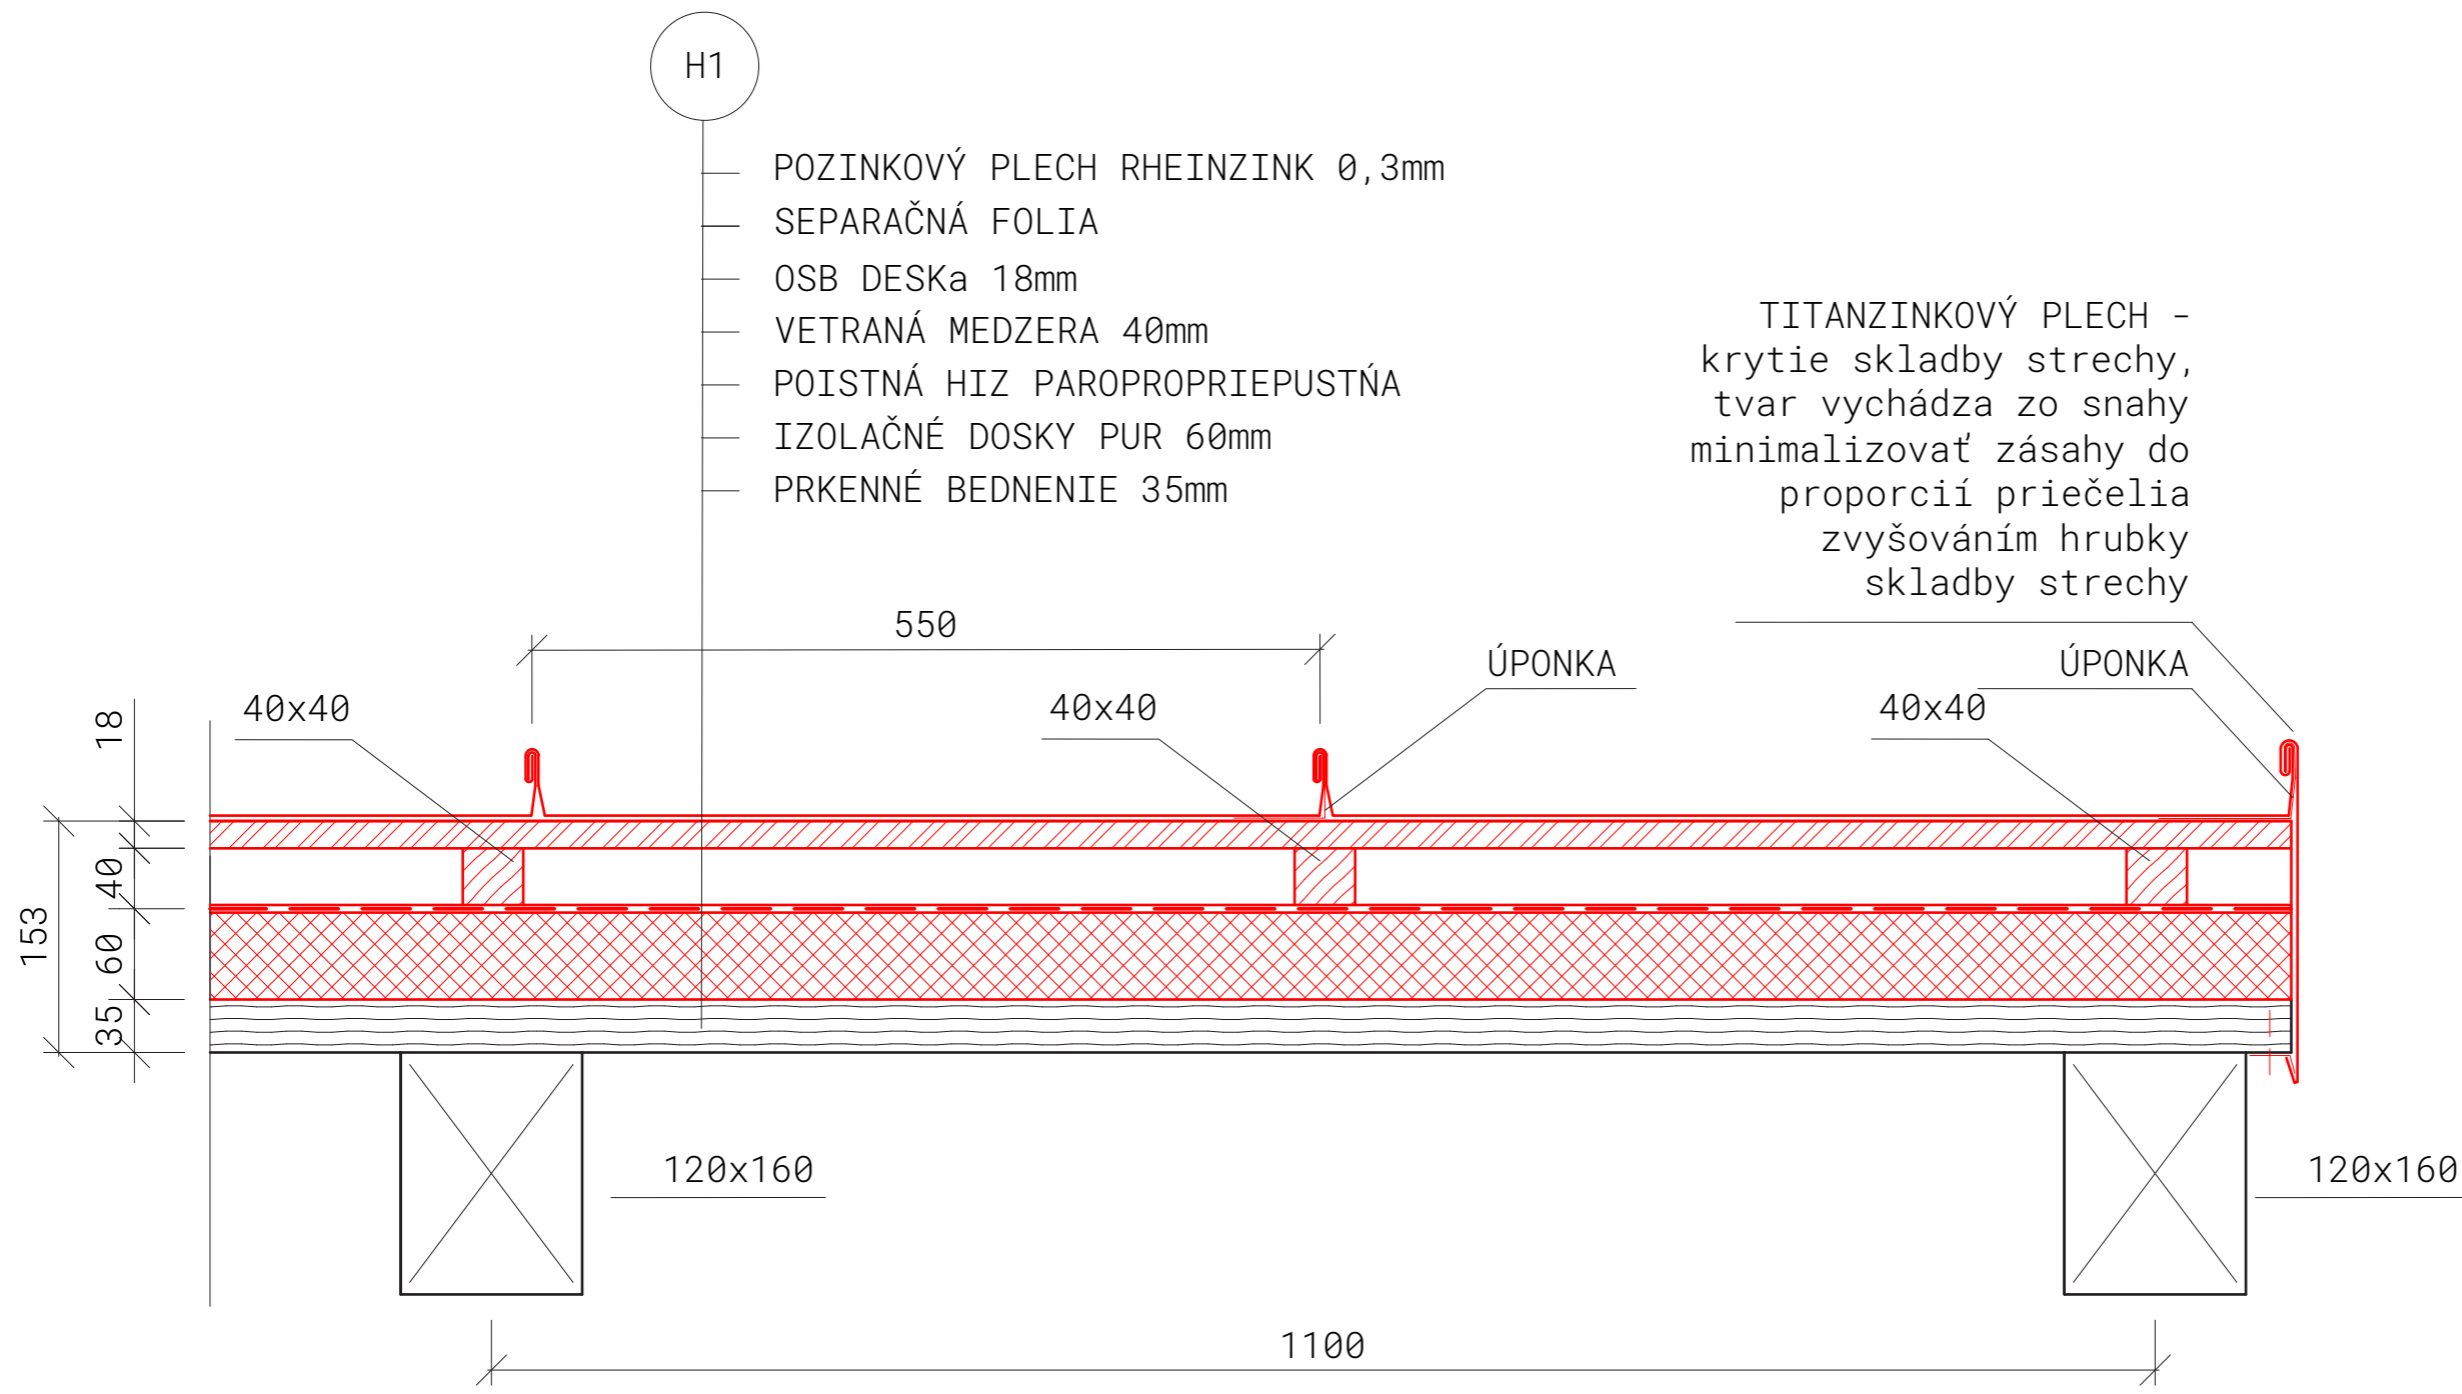 H1
POZINKOVÝ PLECH RHEINZINK 0,3mm
SEPARAČNÁ FOLIA
OSB DESKa 18mm
VETRANÁ MEDZERA 40mm
POISTNÁ HIZ PAROPROPRIEPUSTŃA
IZOLAČNÉ DOSKY PUR 60mm
PRKENNÉ BEDNENIE 35mm
TITANZINKOVÝ PLECH -
krytie skladby strechy,
tvar vychádza zo snahy
minimalizovať zásahy do
proporcií priečelia
zvyšováním hrubky
skladby strechy
550
ÚPONKA
ÚPONKA
40x40
40x40
40x40
18
40
60
35
153
120x160
120x160
1100